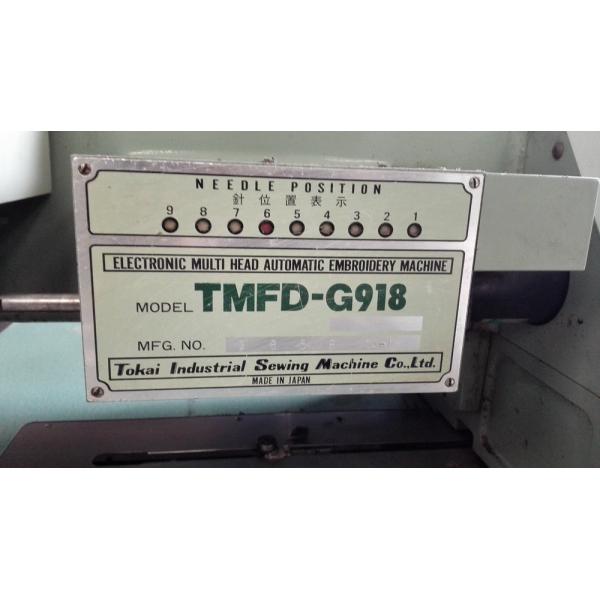 NEEDLE POSITION
針位置表示
9 8 7 6 5 4 3 2 1
ELECTRONIC MULTI HEAD AUTOMATIC EMBROIDERY MACHINE
MODEL TMFD-G918
MFG. NO.
Tokai Industrial Sewing Machine Co.,Ltd.
MADE IN JAPAN